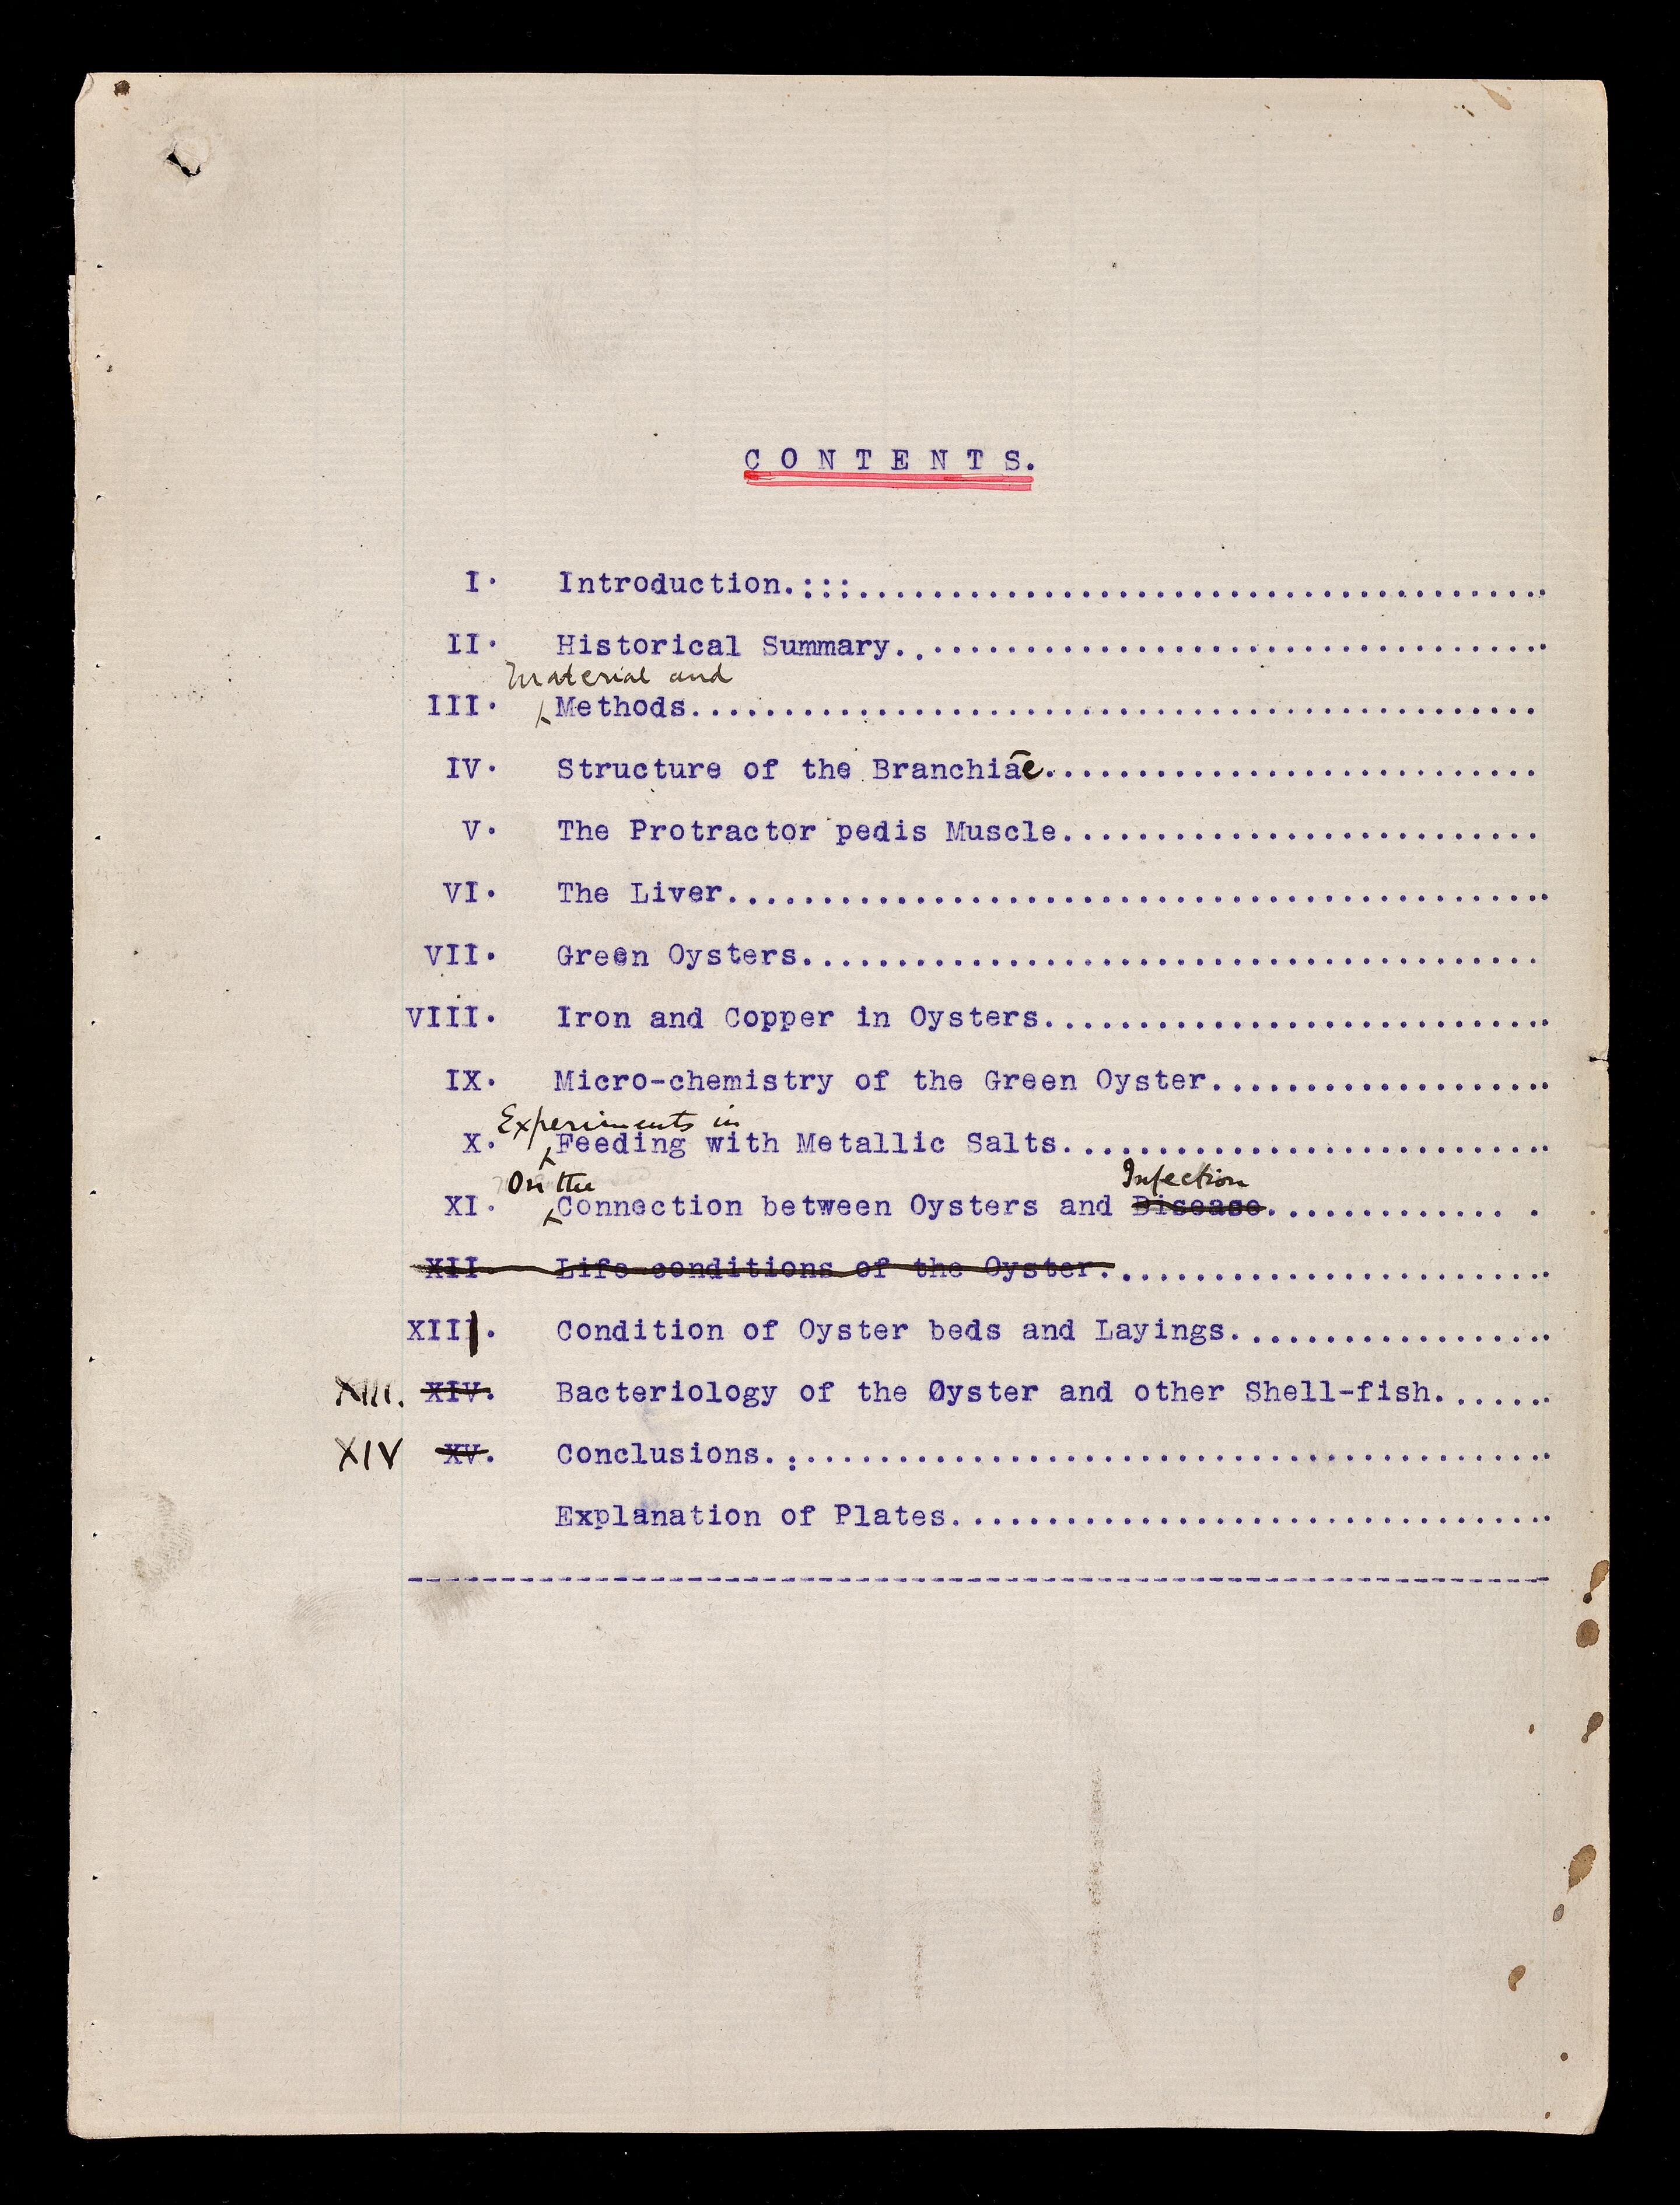 C O N T E N T S.
I. Introduction.:::......................................
II. Historical Summary....................................
Material and
III. Methods..............................................
IV. Structure of the Branchiae...........................
V. The Protractor pedis Muscle..........................
VI. The Liver.............................................
VII. Green Oysters........................................
VIII. Iron and Copper in Oysters............................
IX. Micro-chemistry of the Green Oyster...................
Experiments in
X. Feeding with Metallic Salts...........................
On the Infection
XI. Connection between Oysters and Disease.............. .
XII. Life-conditions of the Oyster.........................
XII. Condition of Oyster beds and Layings..................
XIII. XIV. Bacteriology of the Oyster and other Shell-fish.......
XIV XV. Conclusions..:.........................................
Explanation of Plates.................................